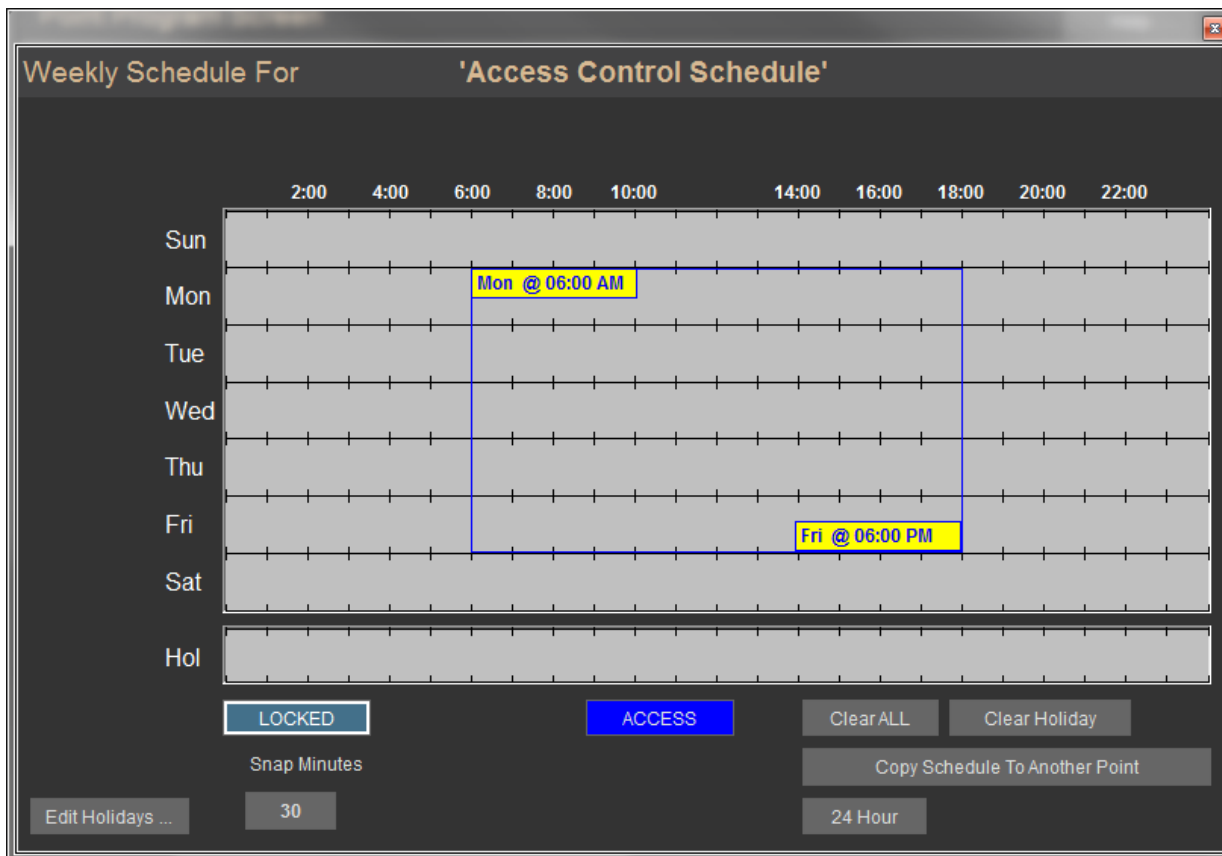 Weekly Schedule For 'Access Control Schedule'
2:00 4:00 6:00 8:00 10:00 14:00 16:00 18:00 20:00 22:00
Sun
Mon
Mon @ 06:00 AM
Tue
Wed
Thu
Fri
Fri @ 06:00 PM
Sat
Hol
LOCKED ACCESS Clear ALL Clear Holiday
Snap Minutes Copy Schedule To Another Point
Edit Holidays ... 30 24 Hour